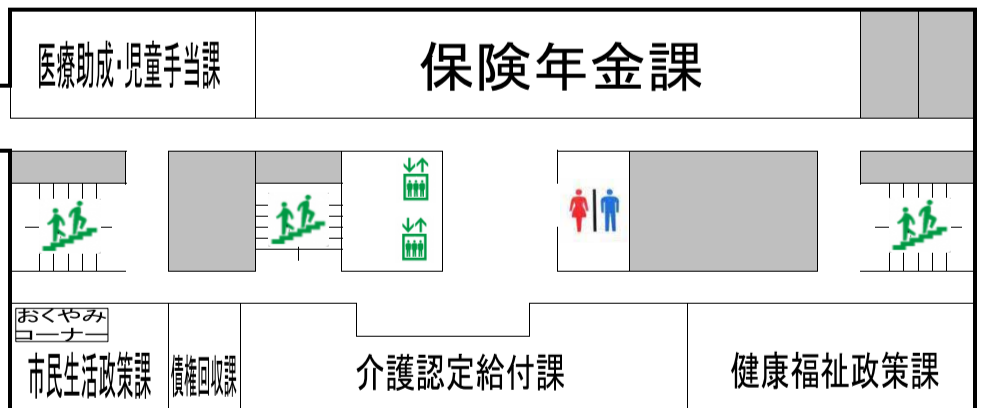 医療助成・児童手当課
保険年金課
おくやみ
コーナー
市民生活政策課
債権回収課
介護認定給付課
健康福祉政策課